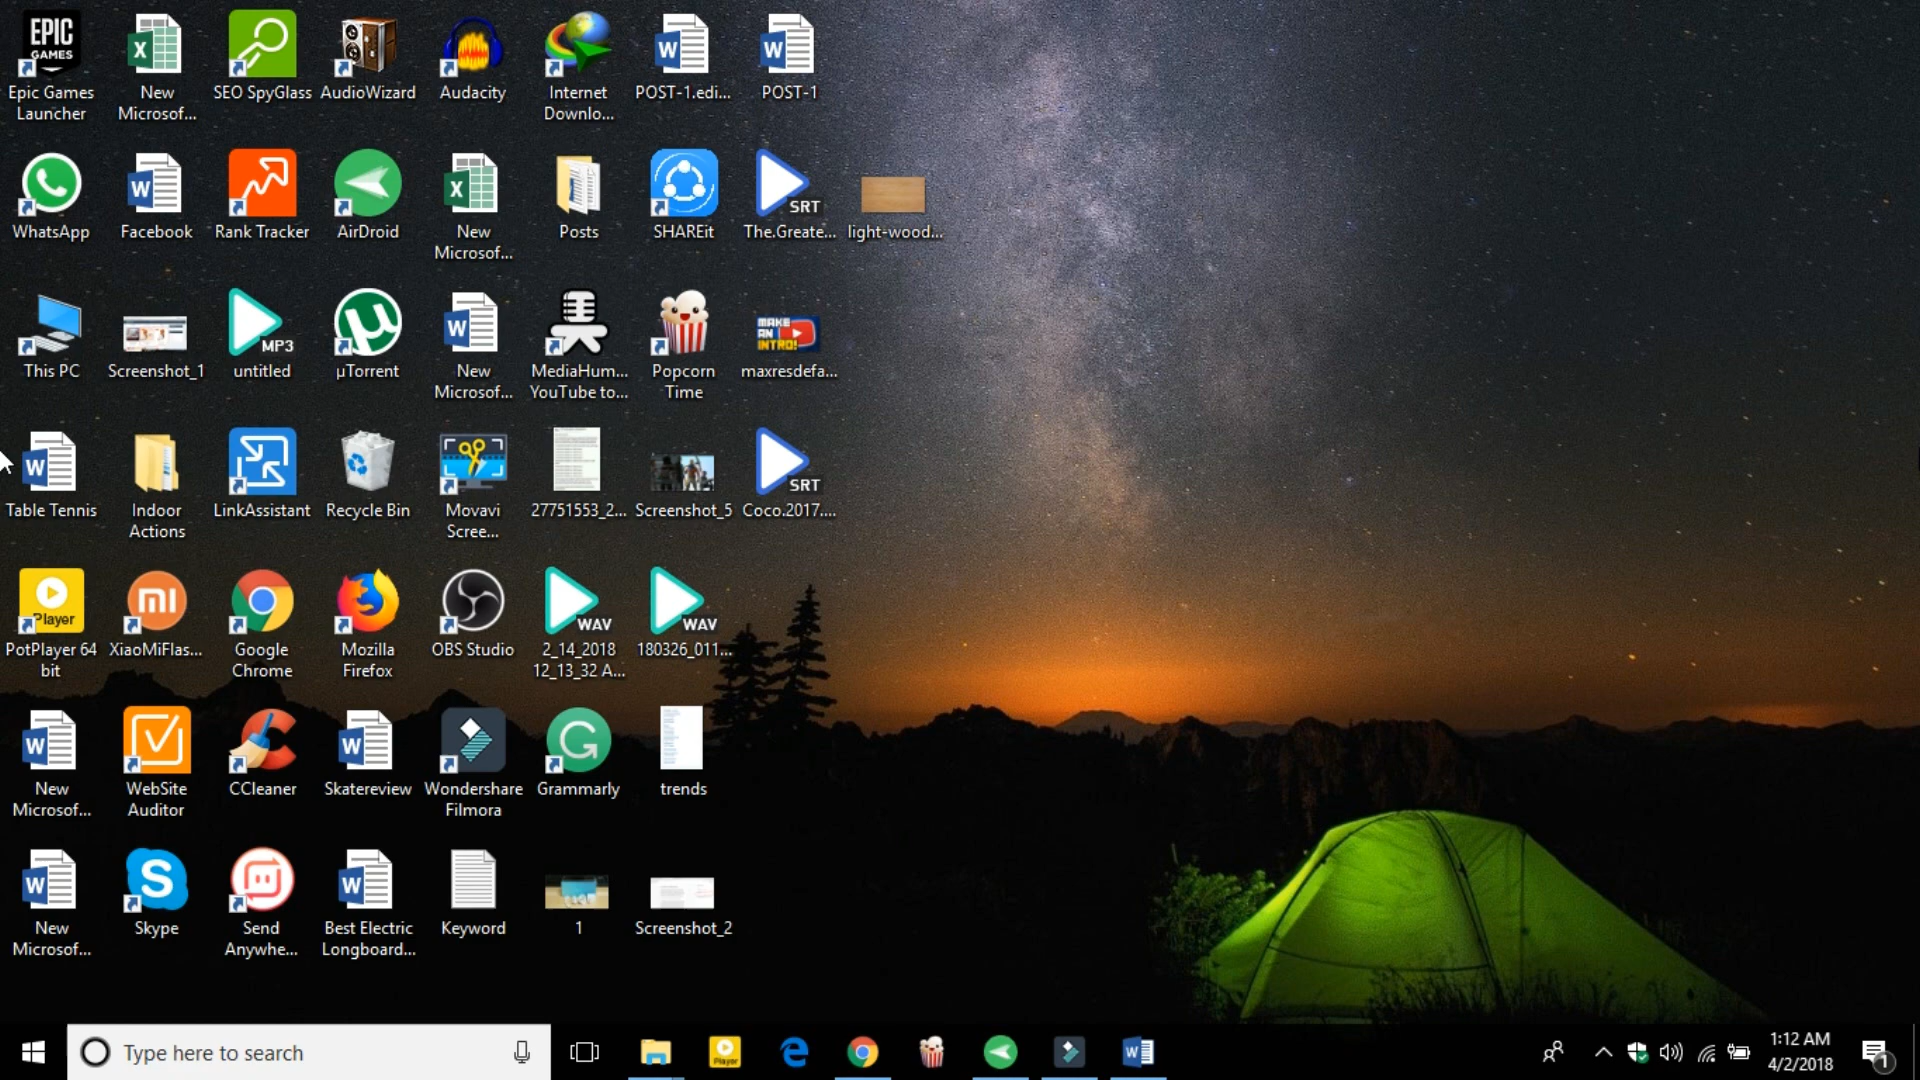 EPIC
GAMES
Epic Games
Launcher
New
Microsof...
SEO SpyGlass
AudioWizard
Audacity
Internet
Downlo...
POST-1.edi...
POST-1
WhatsApp
Facebook
Rank Tracker
AirDroid
New
Microsof...
Posts
SHAREit
SRT
The.Greate...
light-wood...
This PC
Screenshot_1
MP3
untitled
µTorrent
New
Microsof...
MediaHum...
YouTube to...
Popcorn
Time
MAKE
AN
INTRO!
maxresdefa...
Table Tennis
Indoor
Actions
LinkAssistant
Recycle Bin
Movavi
Scree...
27751553_2...
Screenshot_5
SRT
Coco.2017....
Player
PotPlayer 64
bit
XiaoMiFlas...
Google
Chrome
Mozilla
Firefox
OBS Studio
WAV
2_14_2018
12_13_32 A...
WAV
180326_011...
New
Microsof...
WebSite
Auditor
CCleaner
Skatereview
Wondershare
Filmora
Grammarly
trends
New
Microsof...
Skype
Send
Anywhe...
Best Electric
Longboard...
Keyword
1
Screenshot_2
Type here to search
Player
1:12 AM
4/2/2018
1